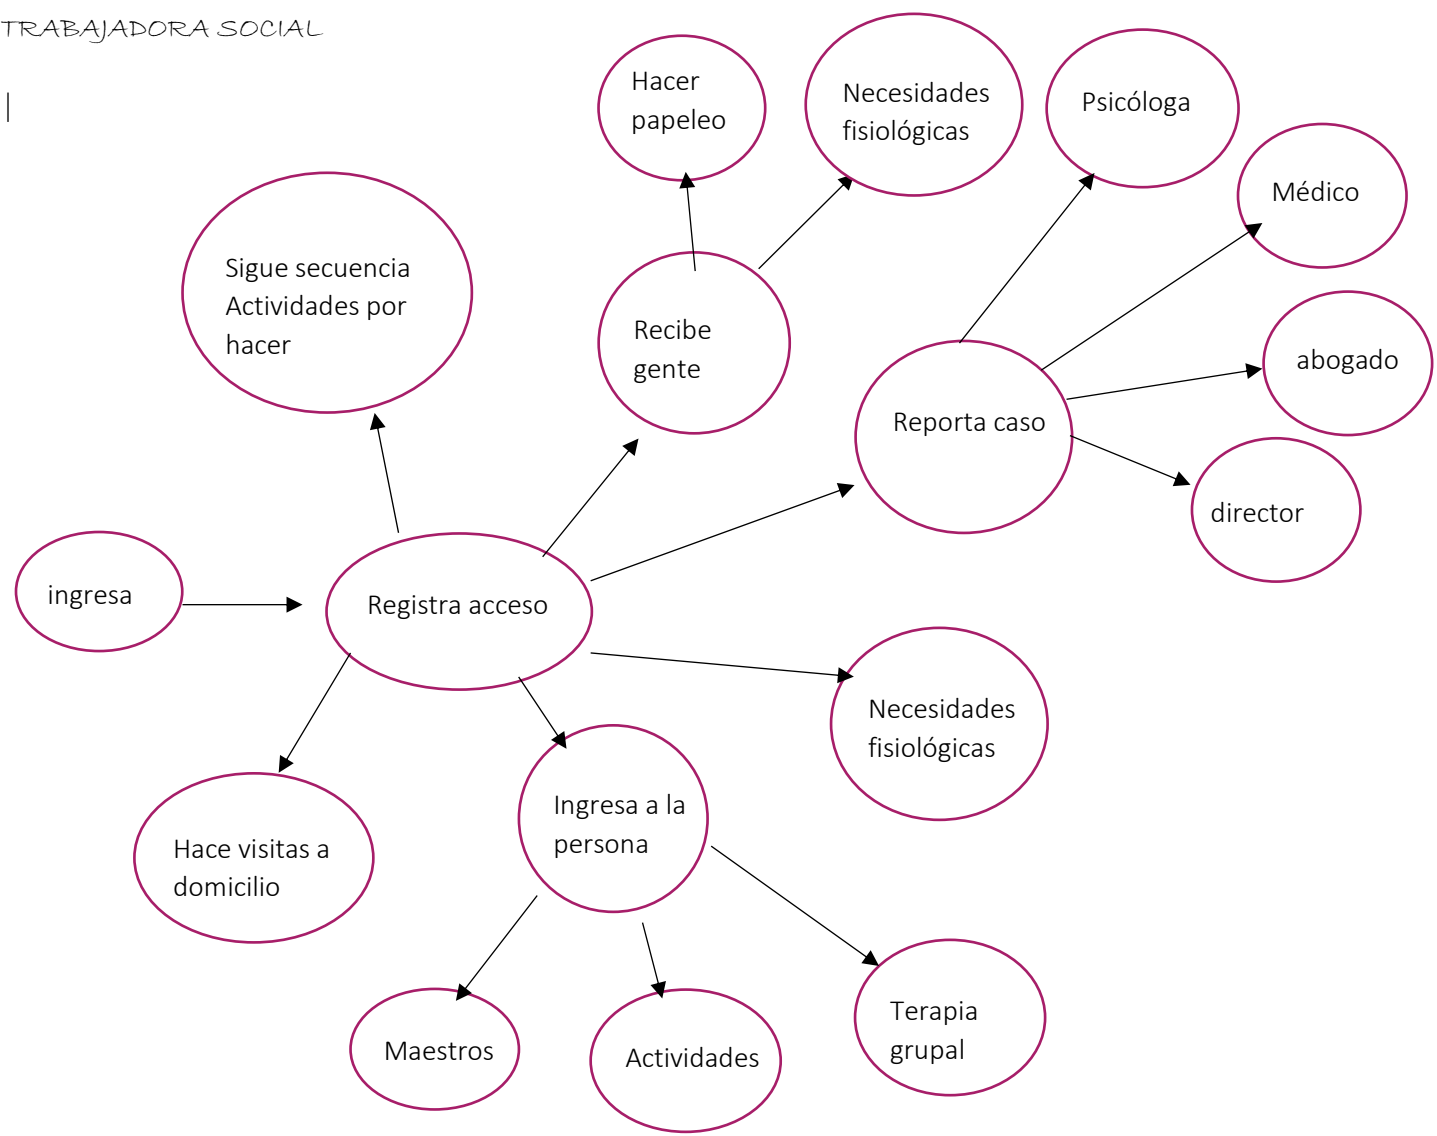 TRABAJADORA SOCIAL
Hacer
papeleo
Necesidades
fisiológicas
Psicóloga
Médico
Sigue secuencia
Actividades por
hacer
Recibe
gente
abogado
Reporta caso
director
ingresa
Registra acceso
Necesidades
fisiológicas
Ingresa a la
persona
Hace visitas a
domicilio
Terapia
grupal
Maestros
Actividades